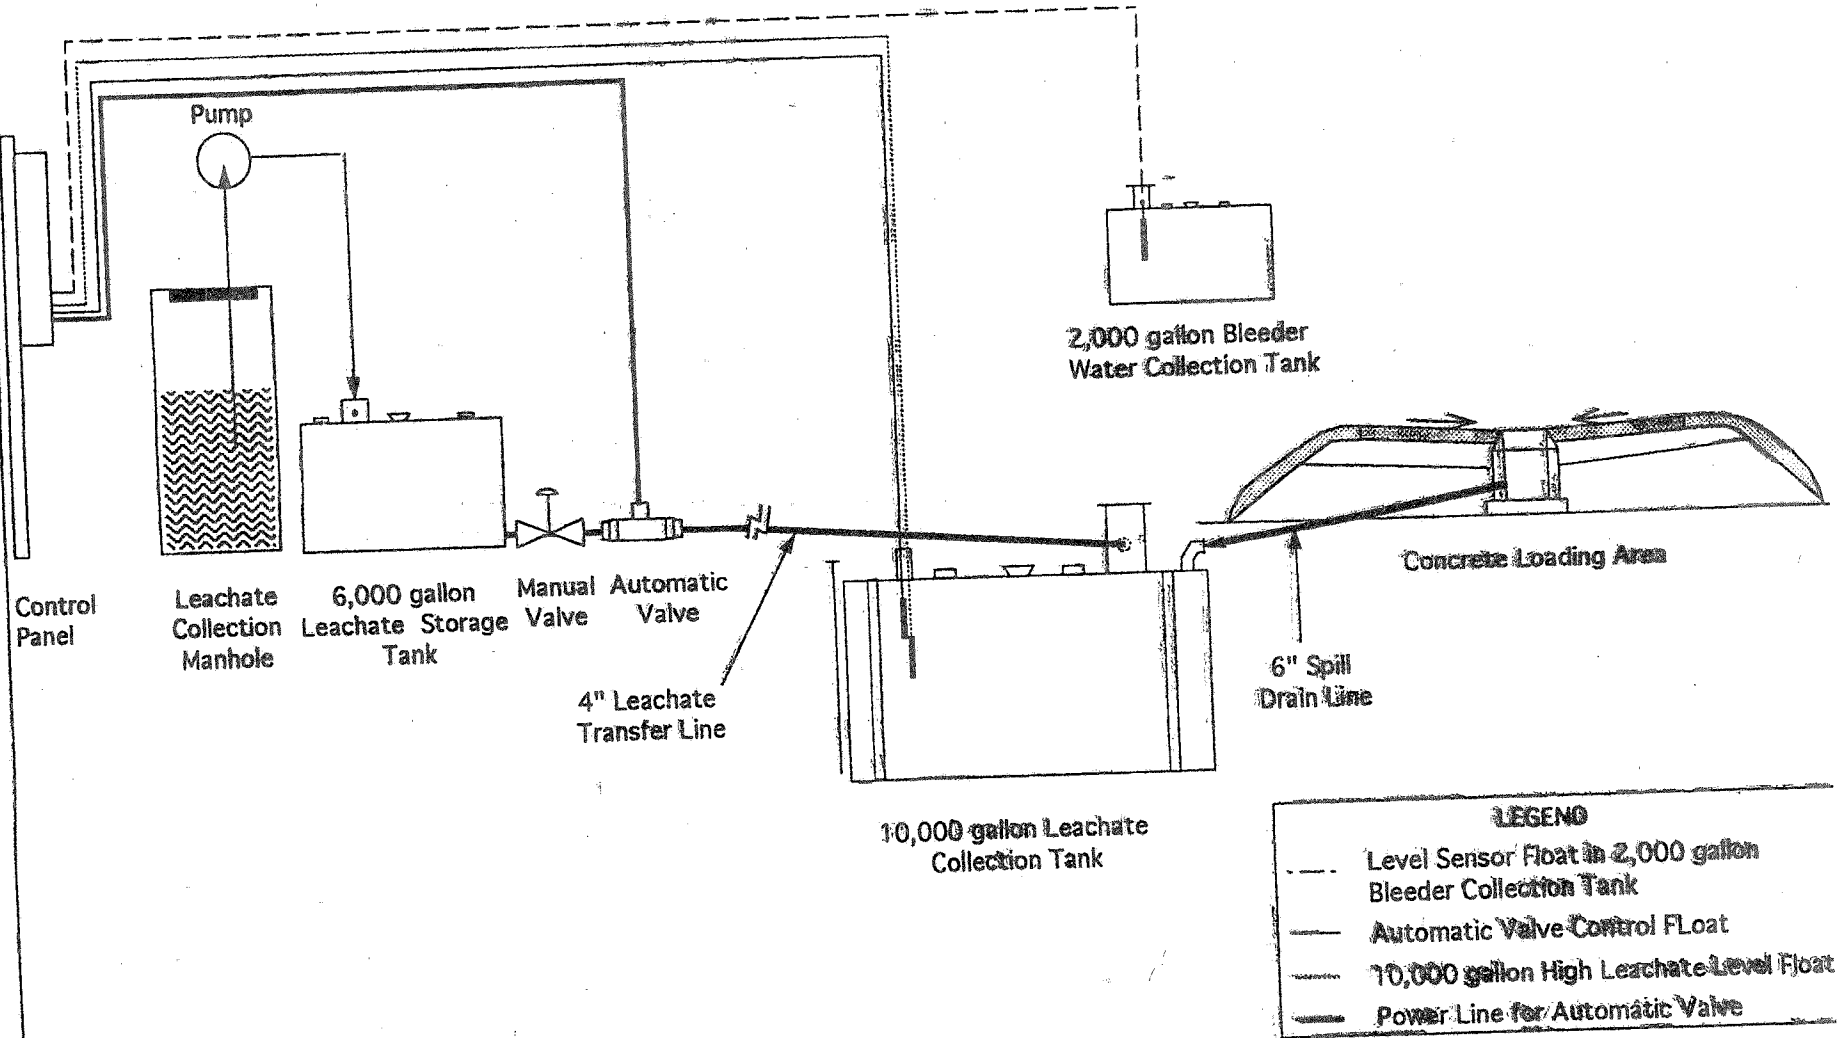 Pump
2,000 gallon Bleeder
Water Collection Tank
Concrete Loading Area
Control
Panel
Leachate
Collection
Manhole
6,000 gallon
Leachate Storage
Tank
Manual
Valve
Automatic
Valve
4" Leachate
Transfer Line
6" Spill
Drain Line
10,000 gallon Leachate
Collection Tank
LEGEND
Level Sensor Float in 2,000 gallon
Bleeder Collection Tank
Automatic Valve Control FLoat
10,000 gallon High Leachate Level Float
Power Line for Automatic Valve